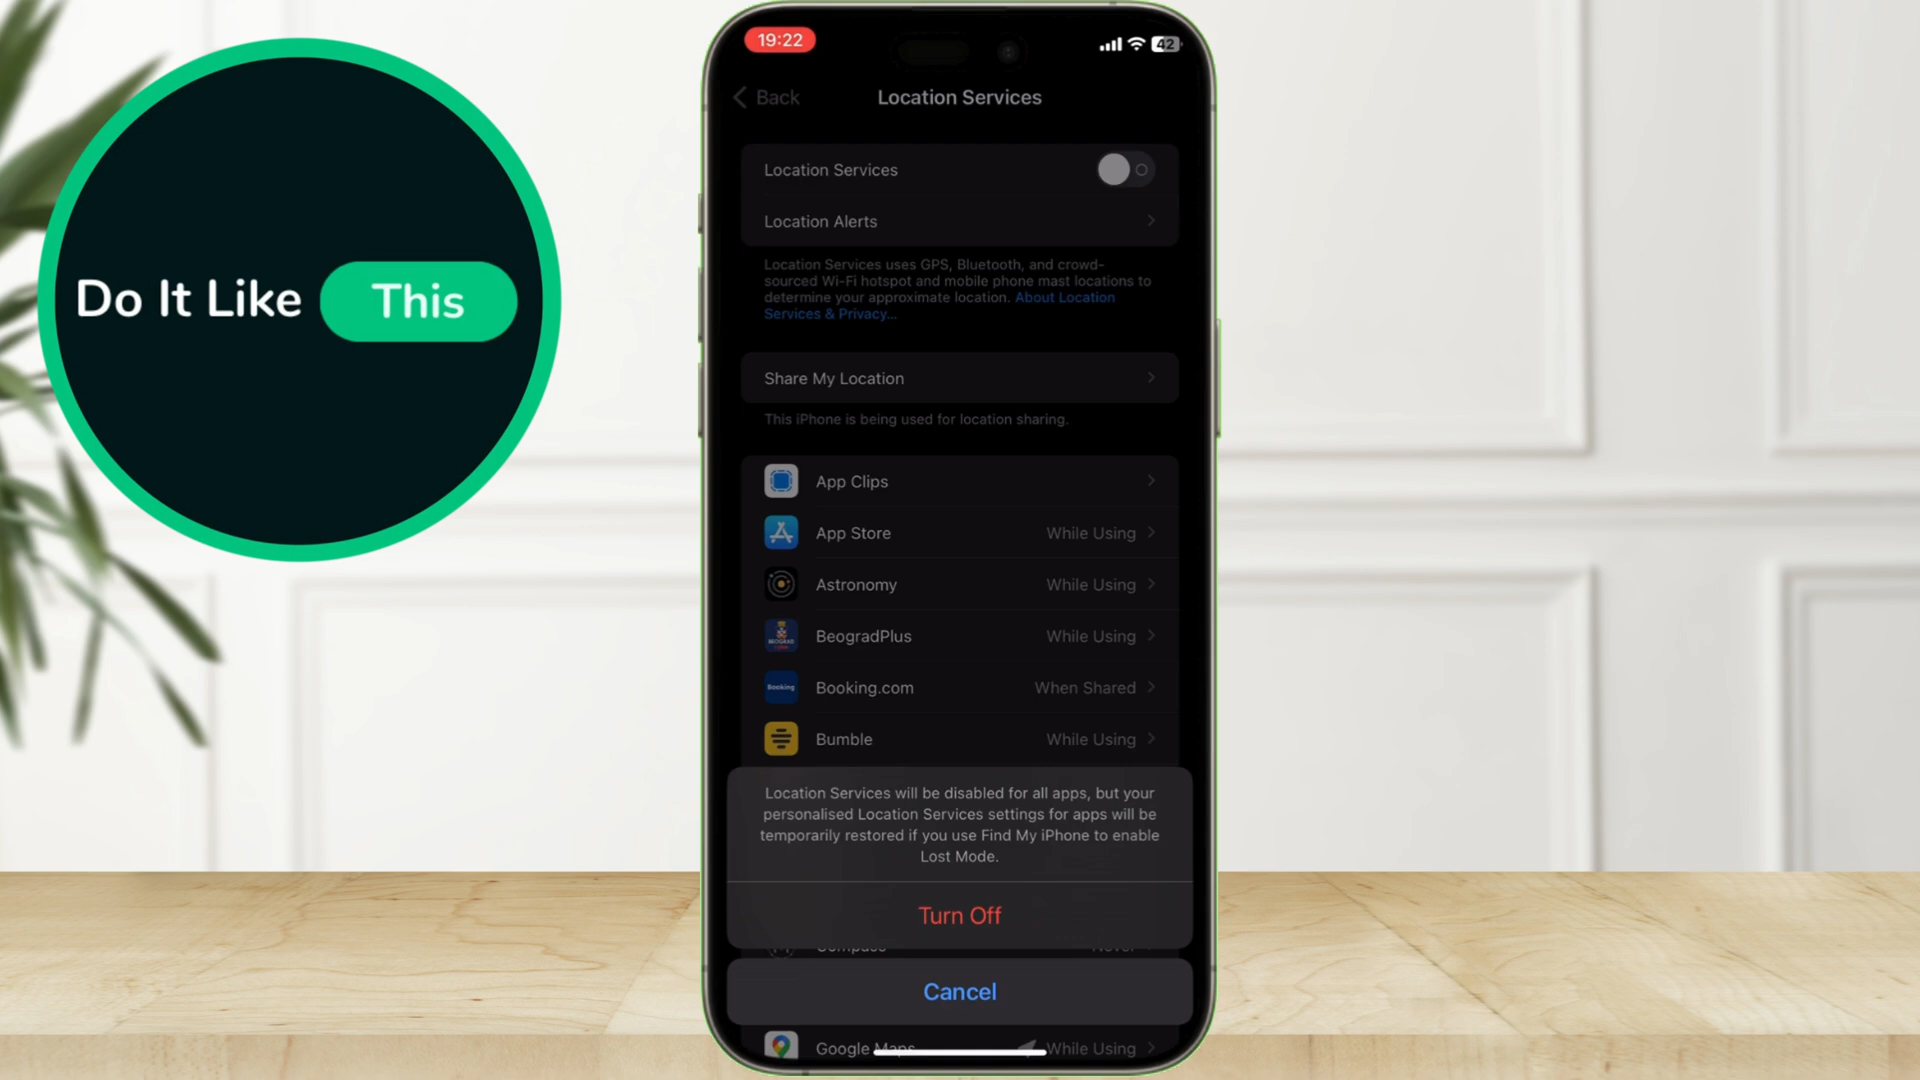 Do It Like This
19:22
42
Back
Location Services
Location Services
Location Alerts
Location Services uses GPS, Bluetooth, and crowd-
sourced Wi-Fi hotspot and mobile phone mast locations to
determine your approximate location. About Location
Services & Privacy...
Share My Location
This iPhone is being used for location sharing.
App Clips
App Store While Using
Astronomy While Using
BEOGRAD
BeogradPlus While Using
Booking
Booking.com When Shared
Bumble While Using
Location Services will be disabled for all apps, but your
personalised Location Services settings for apps will be
temporarily restored if you use Find My iPhone to enable
Lost Mode.
Turn Off
Compass Never
Cancel
Google Maps While Using